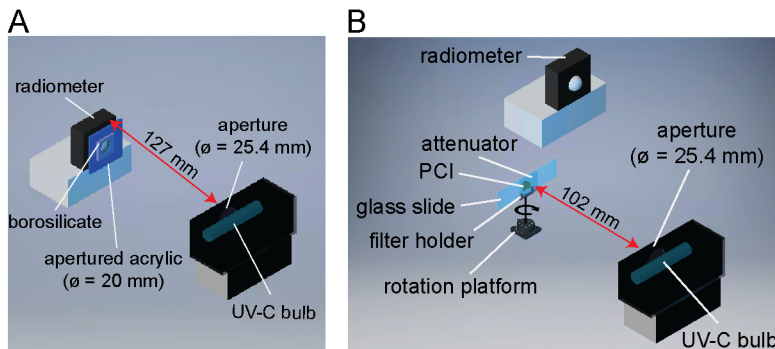 A
radiometer
127 mm
aperture
(ø = 25.4 mm)
borosilicate
apertured acrylic
(ø = 20 mm)
UV-C bulb
B
radiometer
attenuator
PCI
glass slide
filter holder
rotation platform
102 mm
aperture
(ø = 25.4 mm)
UV-C bulb